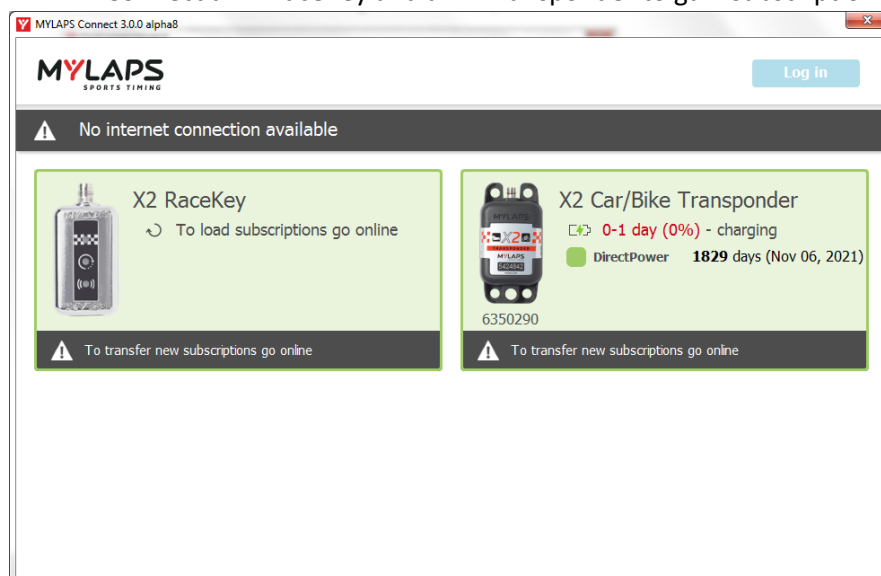 MYLAPS Connect 3.0.0 alpha8
MYLAPS
SPORTS TIMING
Log in
No internet connection available
X2 RaceKey
To load subscriptions go online
To transfer new subscriptions go online
MYLAPS
X2
TRANSPONDER
MYLAPS
6350290
X2 Car/Bike Transponder
0-1 day (0%) - charging
DirectPower 1829 days (Nov 06, 2021)
To transfer new subscriptions go online